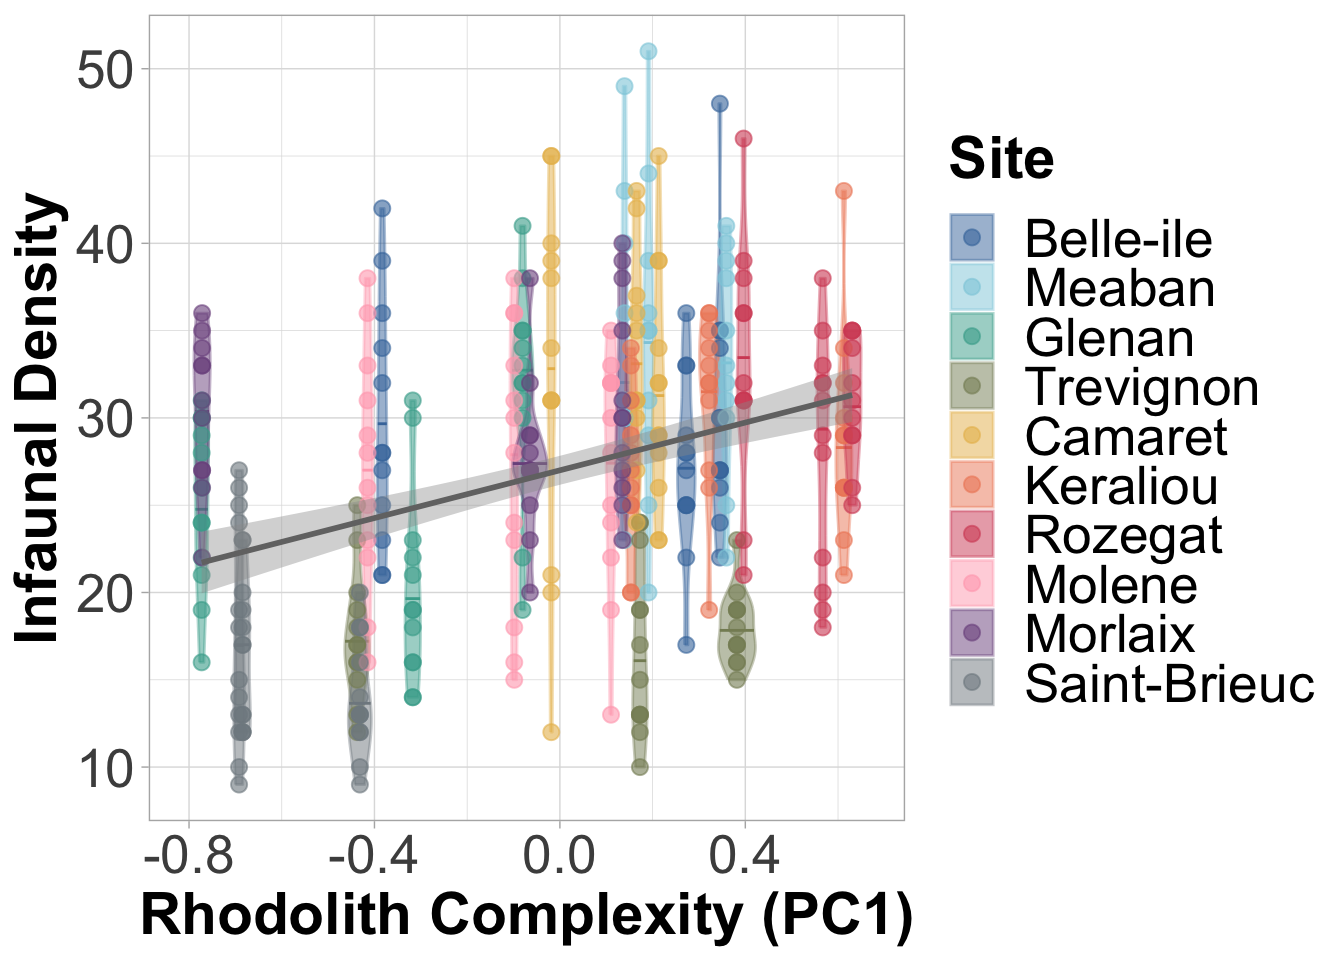 Infaunal Density
50
40
30
20
10
-0.8
-0.4
0.0
0.4
Rhodolith Complexity (PC1)
Site
Belle-ile
Meaban
Glenan
Trevignon
Camaret
Keraliou
Rozegat
Molene
Morlaix
Saint-Brieuc